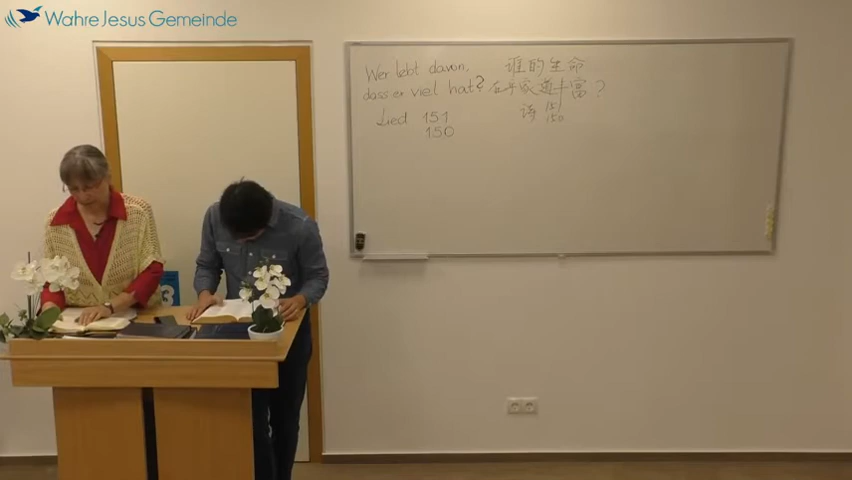 Wahre Jesus Gemeinde
Wer lebt davon,
dass er viel hat?
Lied 151
150
谁的生命
在乎家道丰富？
诗 151
150